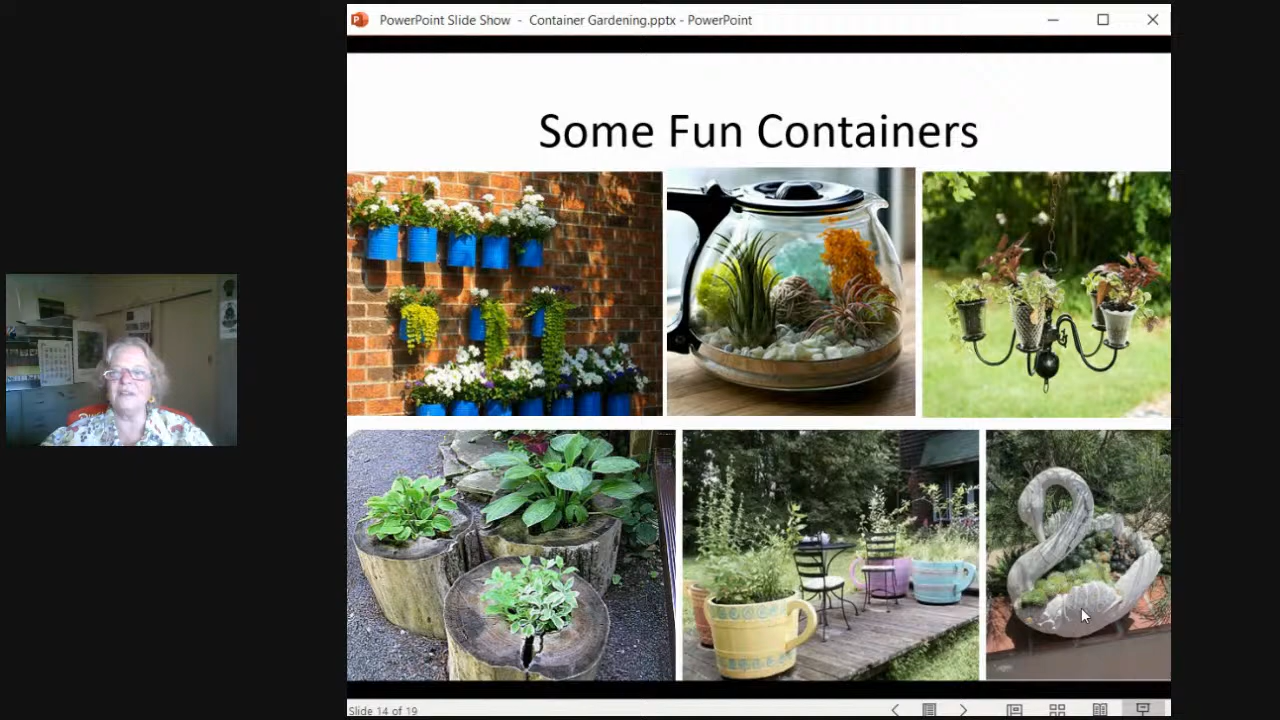 PowerPoint Slide Show - Container Gardening.pptx - PowerPoint
Some Fun Containers
Slide 14 of 19